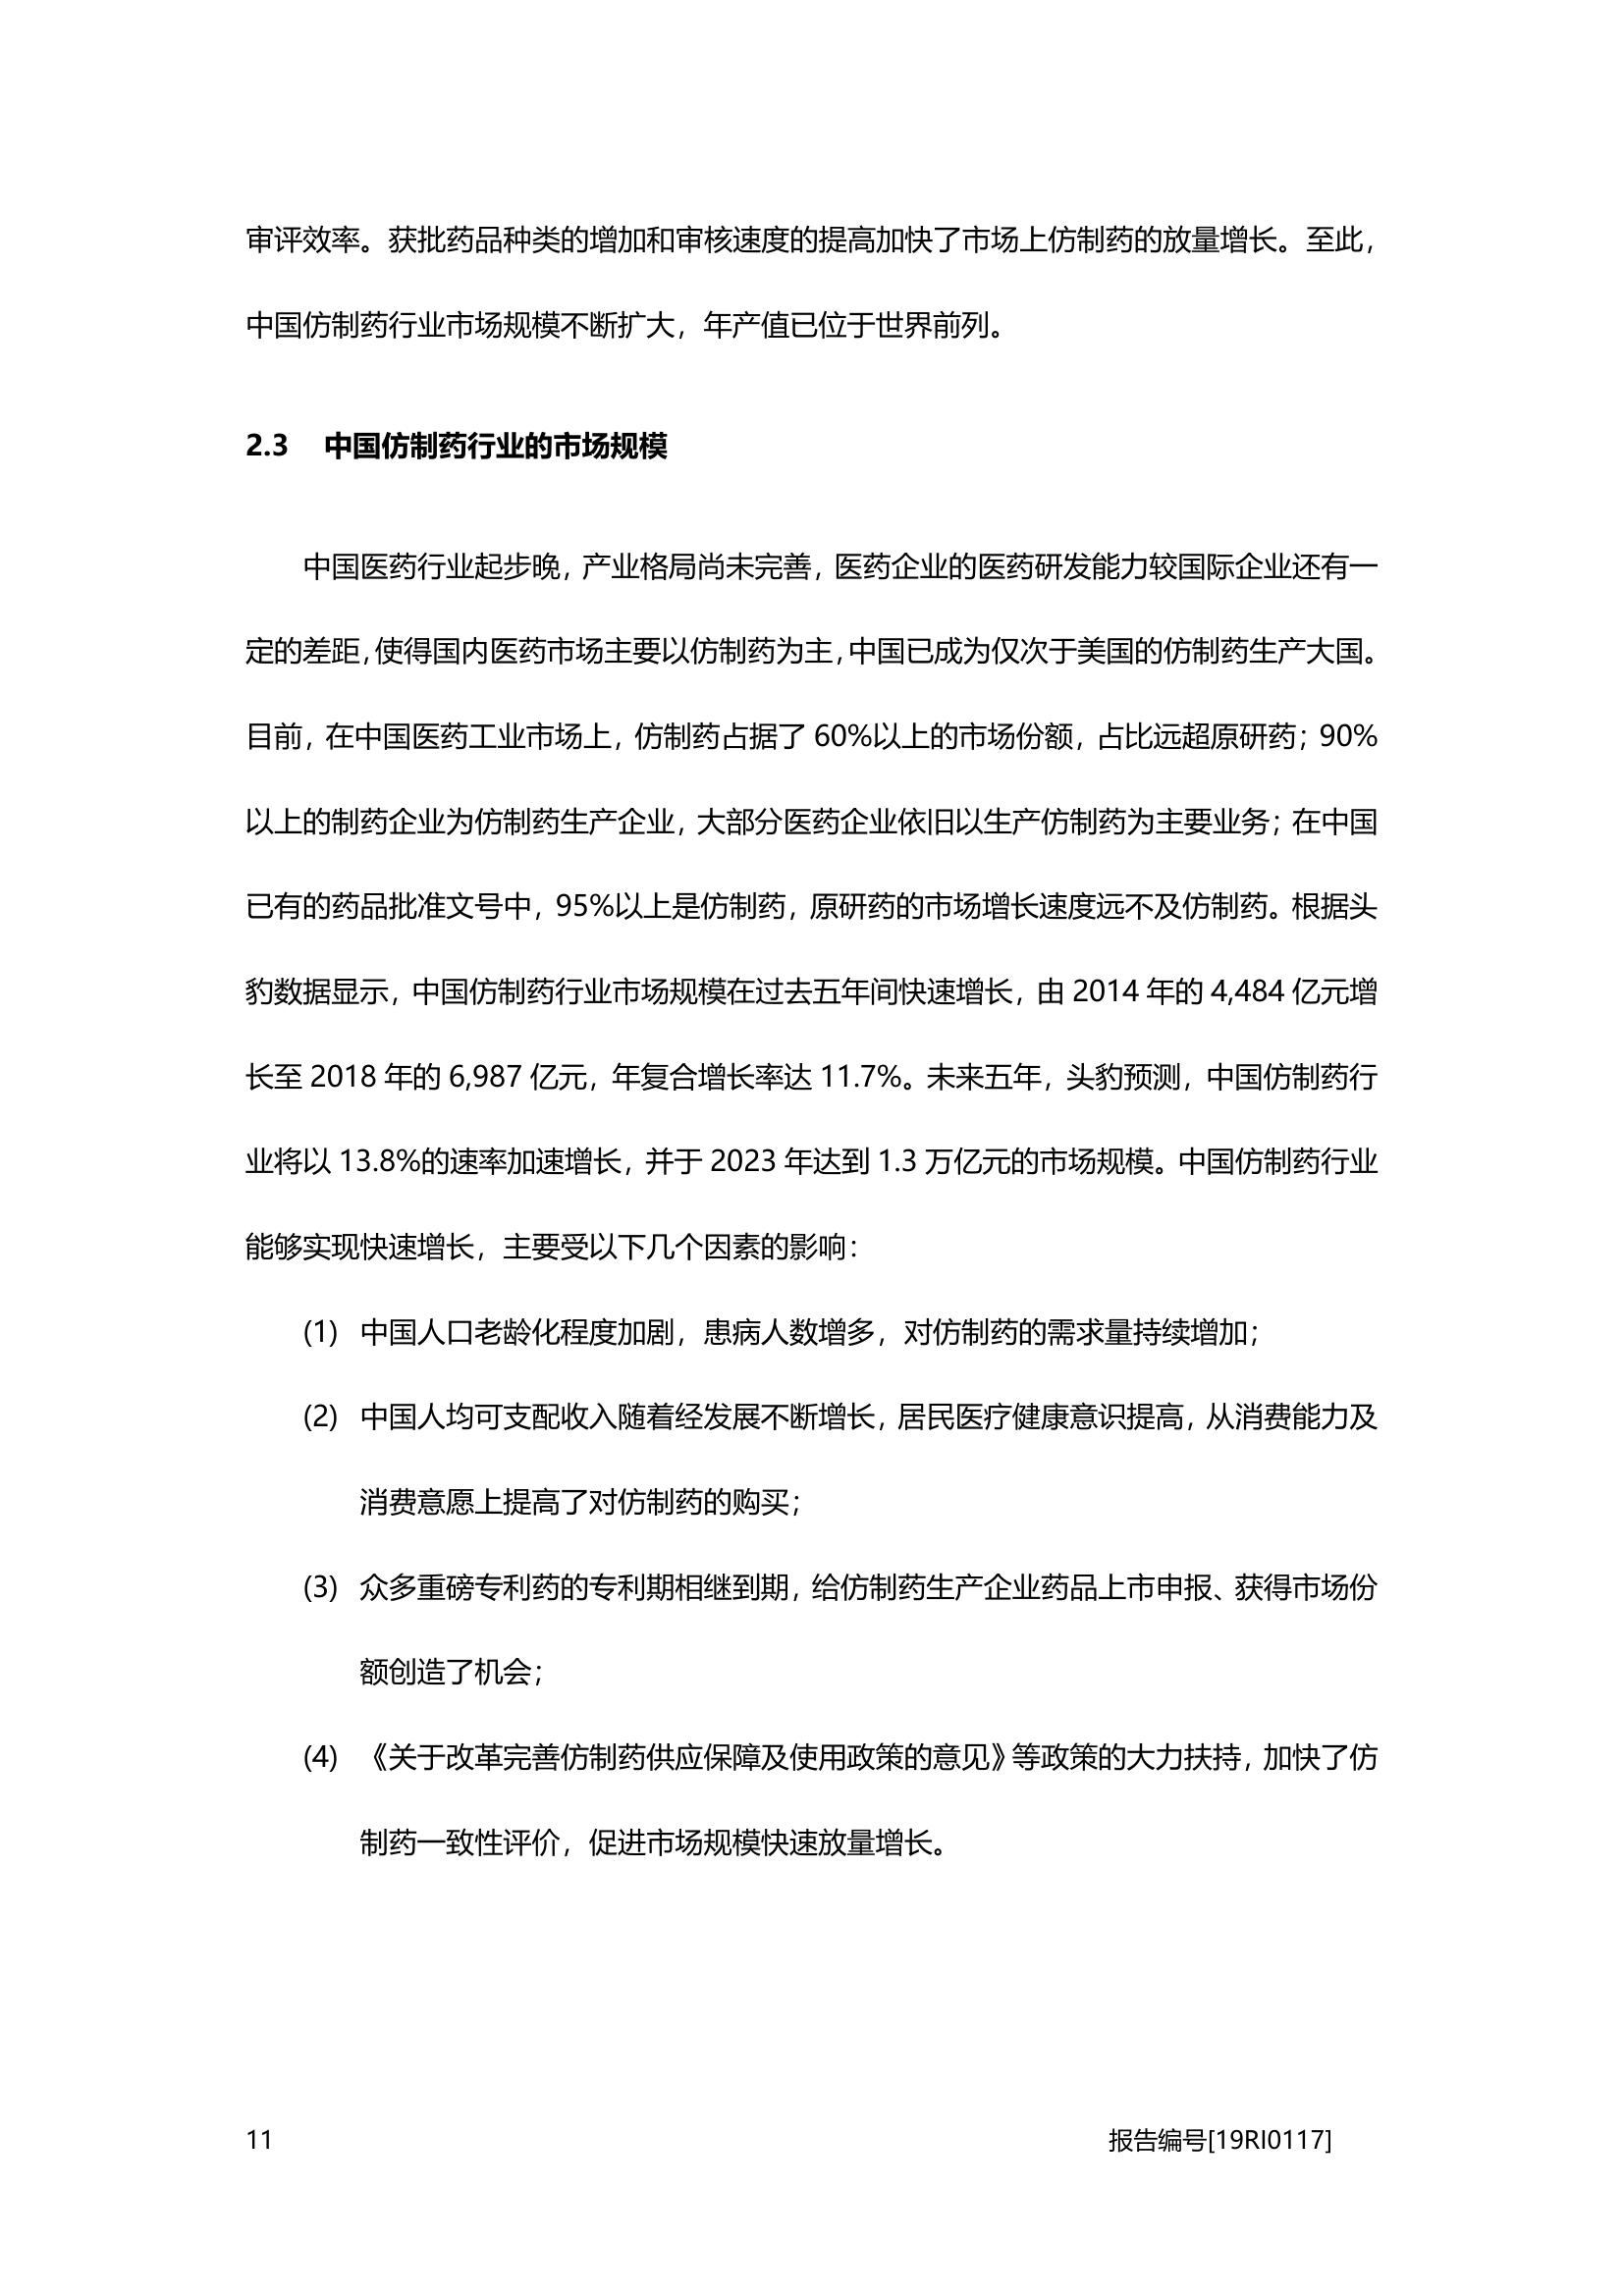 审评效率。获批药品种类的增加和审核速度的提高加快了市场上仿制药的放量增长。至此，
中国仿制药行业市场规模不断扩大，年产值已位于世界前列。
2.3 中国仿制药行业的市场规模
中国医药行业起步晚，产业格局尚未完善，医药企业的医药研发能力较国际企业还有一
定的差距，使得国内医药市场主要以仿制药为主，中国已成为仅次于美国的仿制药生产大国。
目前，在中国医药工业市场上，仿制药占据了 60%以上的市场份额，占比远超原研药；90%
以上的制药企业为仿制药生产企业，大部分医药企业依旧以生产仿制药为主要业务；在中国
已有的药品批准文号中，95%以上是仿制药，原研药的市场增长速度远不及仿制药。根据头
豹数据显示，中国仿制药行业市场规模在过去五年间快速增长，由 2014 年的 4,484 亿元增
长至 2018 年的 6,987 亿元，年复合增长率达 11.7%。未来五年，头豹预测，中国仿制药行
业将以 13.8%的速率加速增长，并于 2023 年达到 1.3 万亿元的市场规模。中国仿制药行业
能够实现快速增长，主要受以下几个因素的影响：
(1) 中国人口老龄化程度加剧，患病人数增多，对仿制药的需求量持续增加；
(2) 中国人均可支配收入随着经发展不断增长，居民医疗健康意识提高，从消费能力及
消费意愿上提高了对仿制药的购买；
(3) 众多重磅专利药的专利期相继到期，给仿制药生产企业药品上市申报、获得市场份
额创造了机会；
(4) 《关于改革完善仿制药供应保障及使用政策的意见》等政策的大力扶持，加快了仿
制药一致性评价，促进市场规模快速放量增长。
11 报告编号[19RI0117]